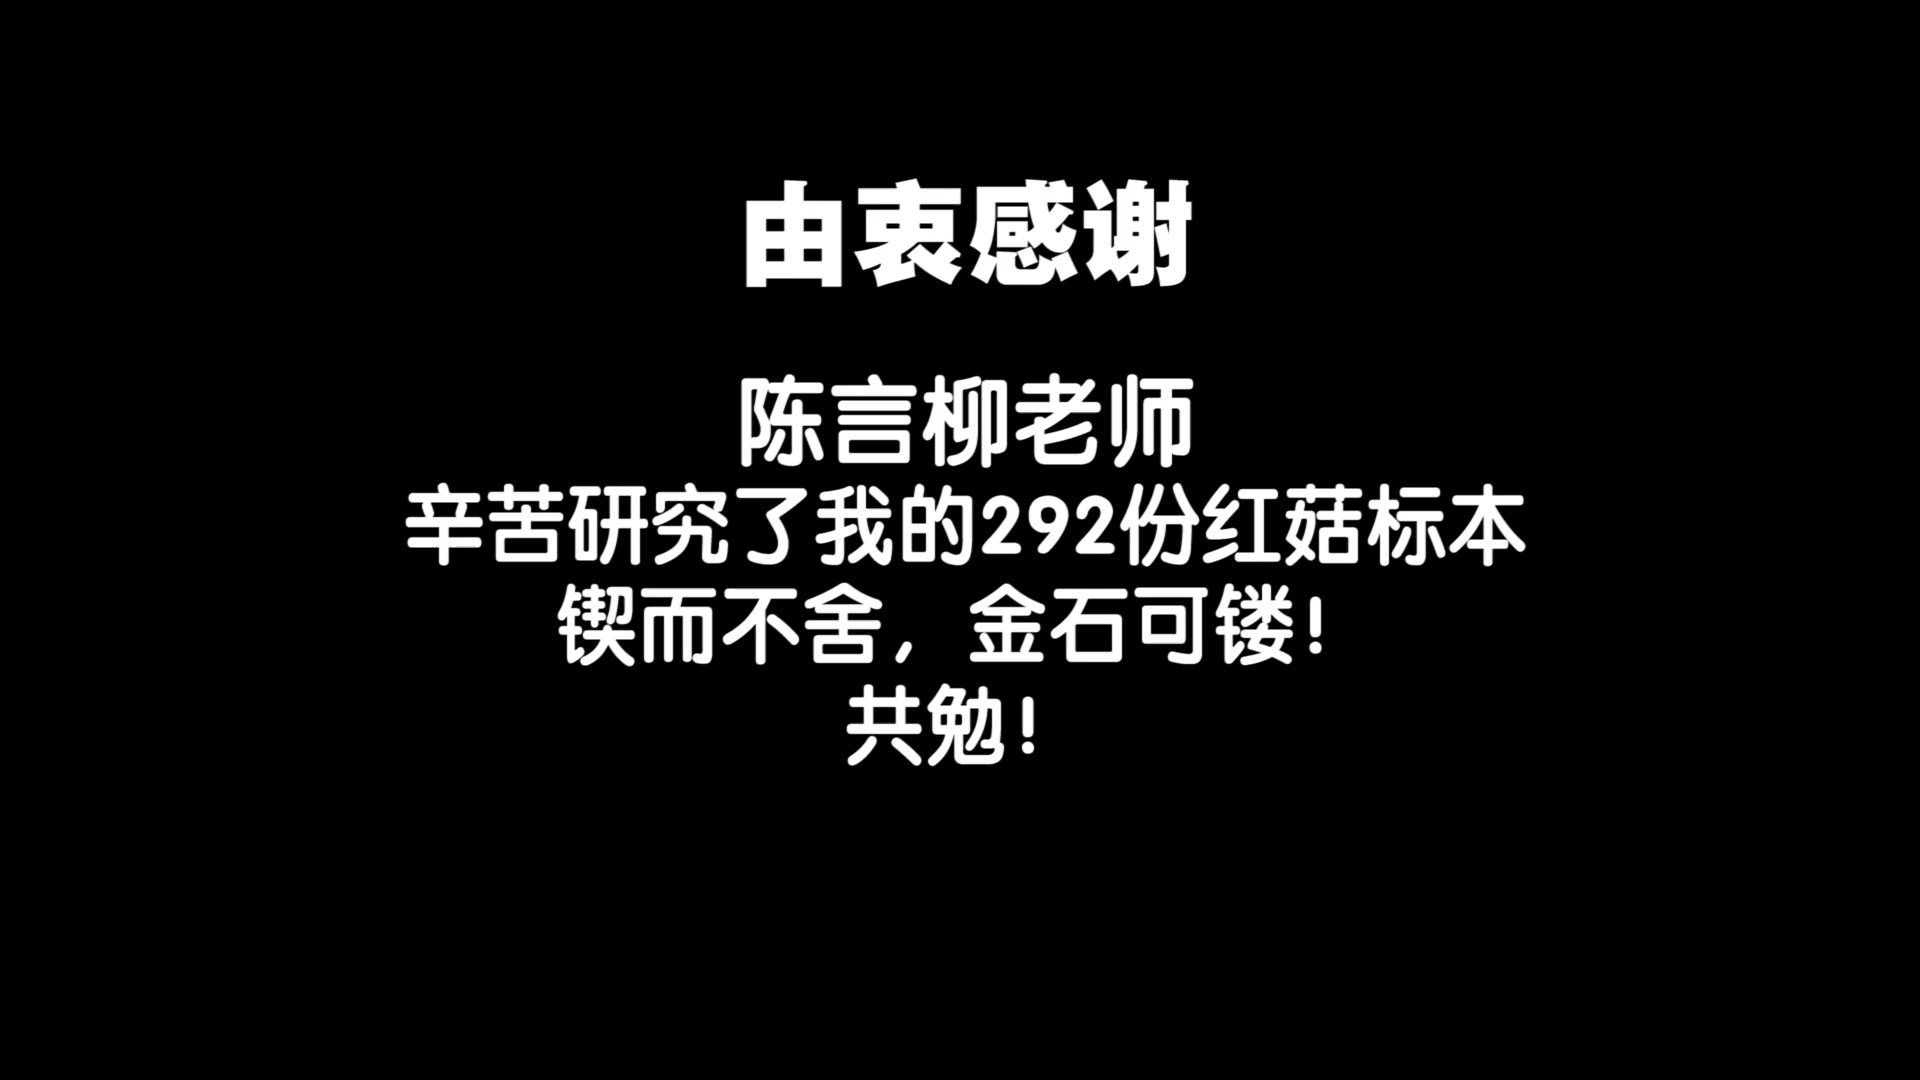 由衷感谢
陈言柳老师
辛苦研究了我的292份红菇标本
锲而不舍，金石可镂！
共勉！